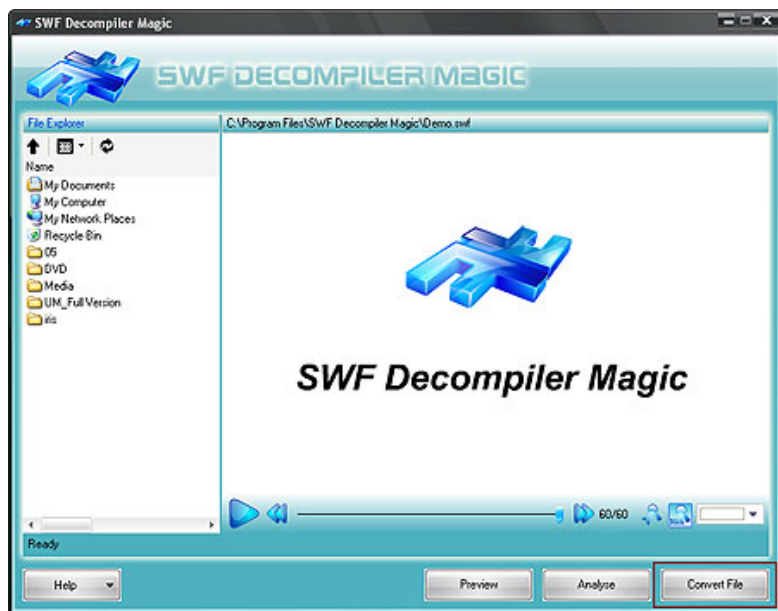 SWF Decompiler Magic
SWF DECOMPILER MAGIC
File Explorer
C:\Program Files\SWF Decompiler Magic\Demo.swf
Name
My Documents
My Computer
My Network Places
Recycle Bin
05
DVD
Media
UM_Full Version
iris
SWF Decompiler Magic
60/60
Ready
Help
Preview
Analyse
Convert File